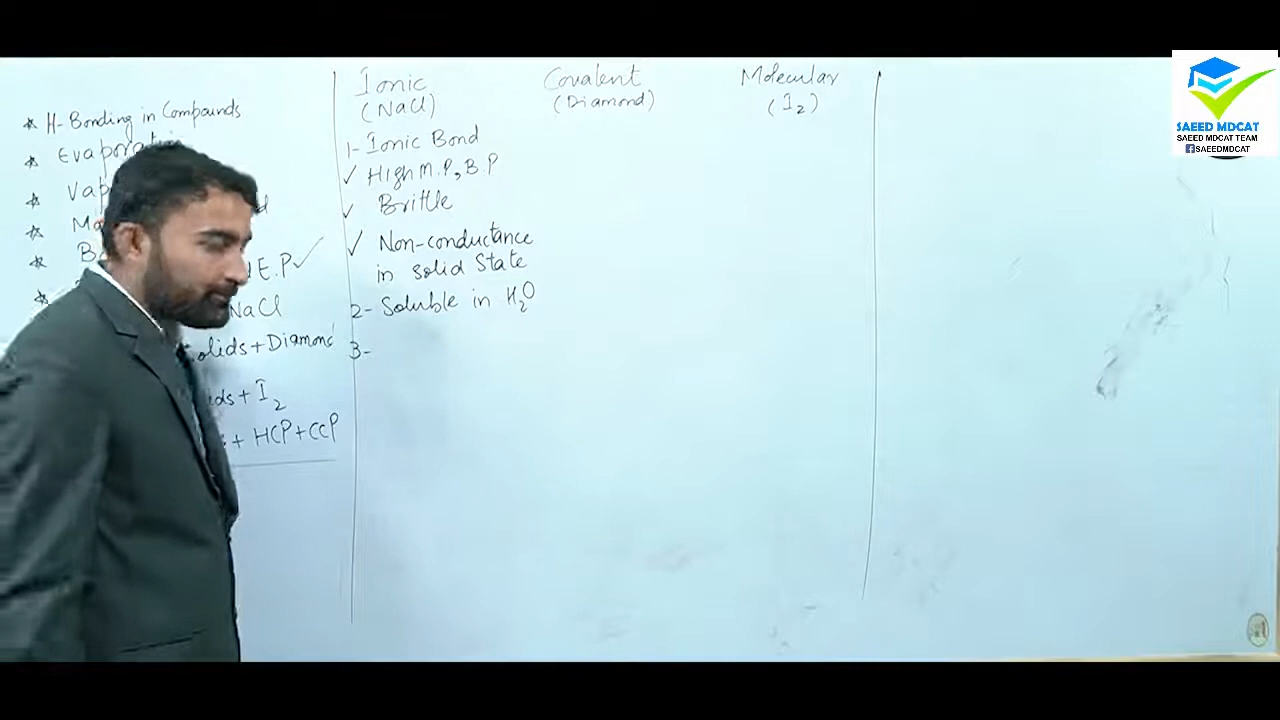 * H-Bonding in Compounds
* Evaporation
* Vap
* Mo
* B
E.P ✓
NaCl
olids + Diamond
ds + I₂
+ HCP + CCP
Ionic
(NaCl)
1- Ionic Bond
✓ High M.P, B.P
✓ Brittle
✓ Non-conductance
in solid State
2- Soluble in H₂O
3-
Covalent
(Diamond)
Molecular
(I₂)
SAEED MDCAT
SAEED MDCAT TEAM
SAEEDMDCAT